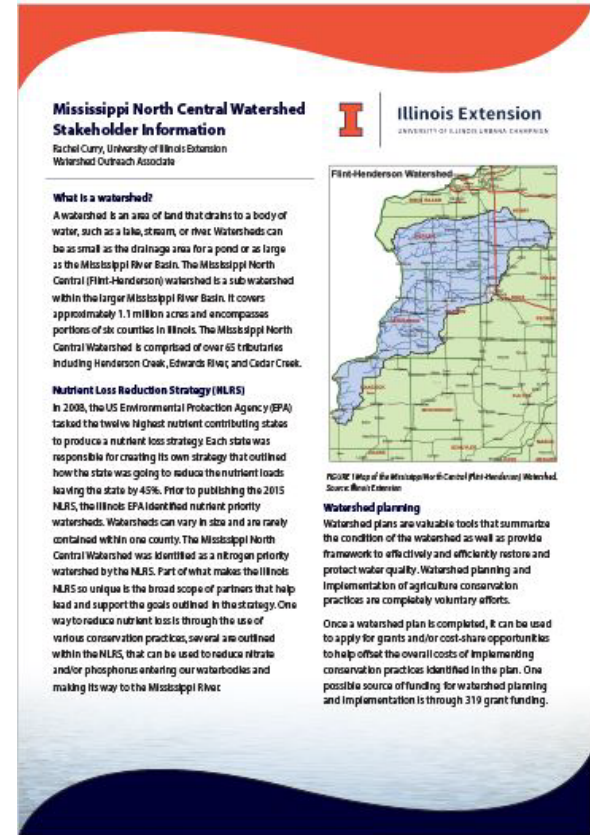 Mississippi North Central Watershed
Stakeholder Information
Rachel Curry, University of Illinois Extension
Watershed Outreach Associate
What is a watershed?
A watershed is an area of land that drains to a body of
water, such as a lake, stream, or river. Watersheds can
be as small as the drainage area for a pond or as large
as the Mississippi River Basin. The Mississippi North
Central (Flint-Henderson) watershed is a sub watershed
within the larger Mississippi River Basin. It covers
approximately 1.1 million acres and encompasses
portions of six counties in Illinois. The Mississippi North
Central Watershed is comprised of over 65 tributaries
including Henderson Creek, Edwards River, and Cedar Creek.
Nutrient Loss Reduction Strategy (NLRS)
In 2008, the US Environmental Protection Agency (EPA)
tasked the twelve highest nutrient contributing states
to produce a nutrient loss strategy. Each state was
responsible for creating its own strategy that outlined
how the state was going to reduce the nutrient loads
leaving the state by 45%. Prior to publishing the 2015
NLRS, the Illinois EPA identified nutrient priority
watersheds. Watersheds can vary in size and are rarely
contained within one county. The Mississippi North
Central Watershed was identified as a nitrogen priority
watershed by the NLRS. Part of what makes the Illinois
NLRS so unique is the broad scope of partners that help
lead and support the goals outlined in the strategy. One
way to reduce nutrient loss is through the use of
various conservation practices, several are outlined
within the NLRS, that can be used to reduce nitrate
and/or phosphorus entering our waterbodies and
making its way to the Mississippi River.
I
Illinois Extension
UNIVERSITY OF ILLINOIS URBANA-CHAMPAIGN
Flint-Henderson Watershed
FIGURE 1 Map of the Mississippi North Central (Flint-Henderson) Watershed.
Source: Illinois Extension
Watershed planning
Watershed plans are valuable tools that summarize
the condition of the watershed as well as provide
framework to effectively and efficiently restore and
protect water quality. Watershed planning and
implementation of agriculture conservation
practices are completely voluntary efforts.
Once a watershed plan is completed, it can be used
to apply for grants and/or cost-share opportunities
to help offset the overall costs of implementing
conservation practices identified in the plan. One
possible source of funding for watershed planning
and implementation is through 319 grant funding.